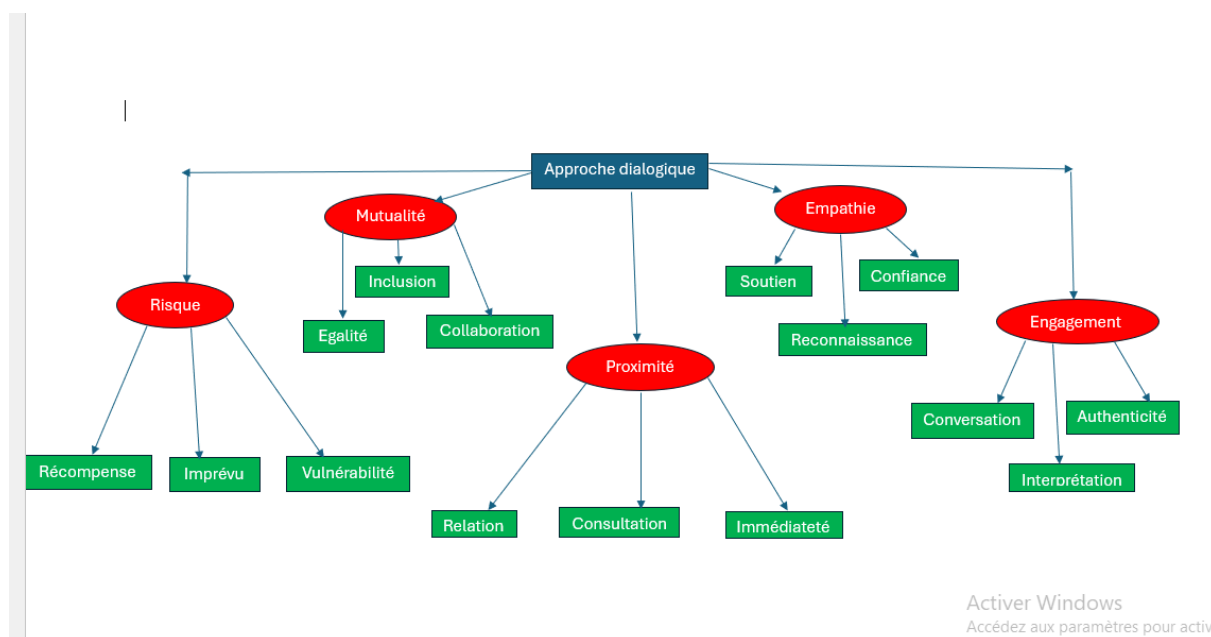 Approche dialogique
Mutualité
Empathie
Inclusion
Soutien
Confiance
Risque
Egalité
Collaboration
Reconnaissance
Engagement
Proximité
Conversation
Authenticité
Récompense
Imprévu
Vulnérabilité
Interprétation
Relation
Consultation
Immédiateté
Activer Windows
Accédez aux paramètres pour activ